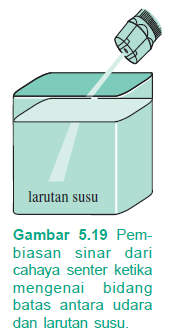 larutan susu
Gambar 5.19 Pem-
biasan sinar dari
cahaya senter ketika
mengenai bidang
batas antara udara
dan larutan susu.